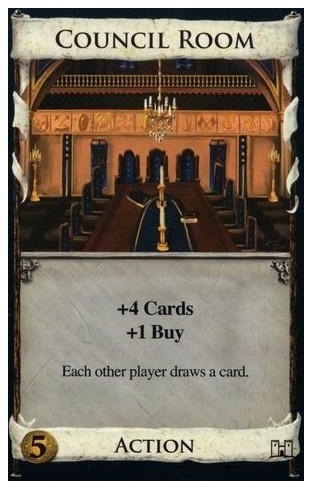 COUNCIL ROOM
+4 Cards
+1 Buy
Each other player draws a card.
5 ACTION